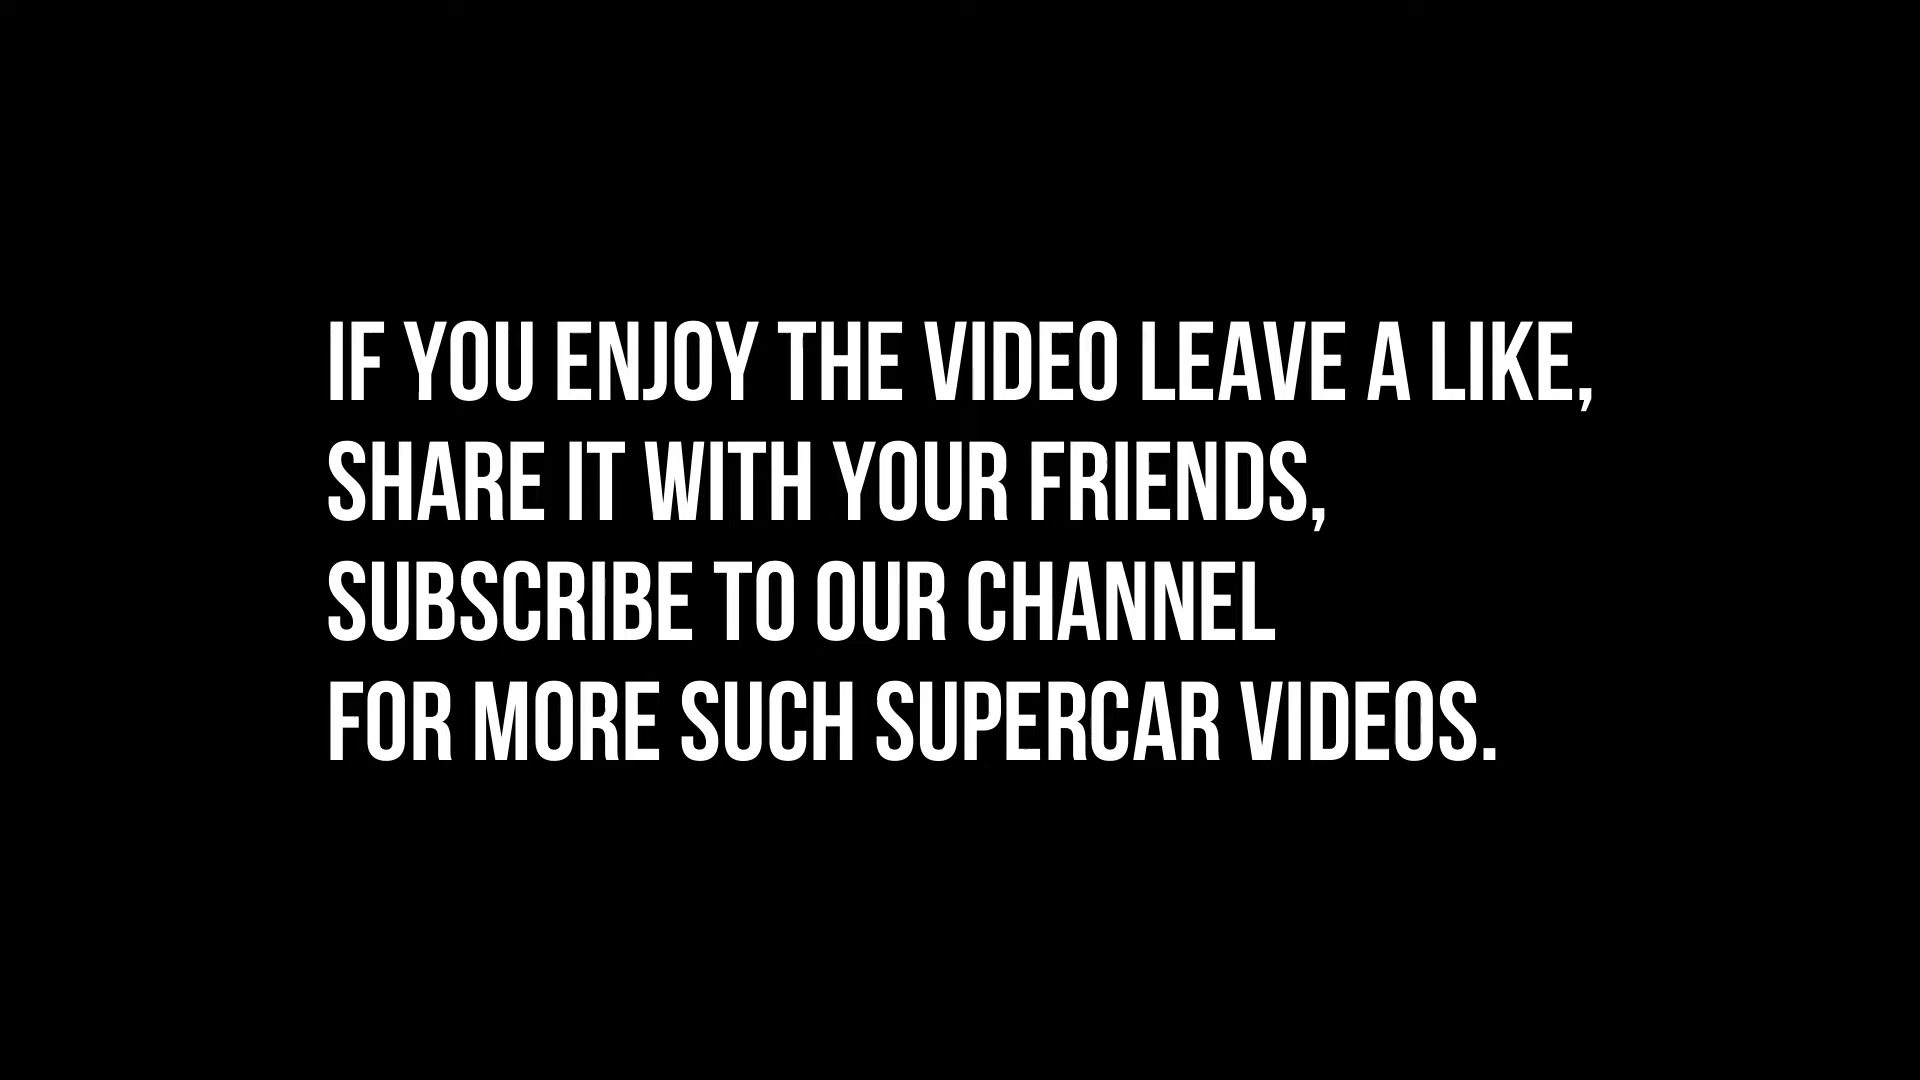 IF YOU ENJOY THE VIDEO LEAVE A LIKE,
SHARE IT WITH YOUR FRIENDS,
SUBSCRIBE TO OUR CHANNEL
FOR MORE SUCH SUPERCAR VIDEOS.